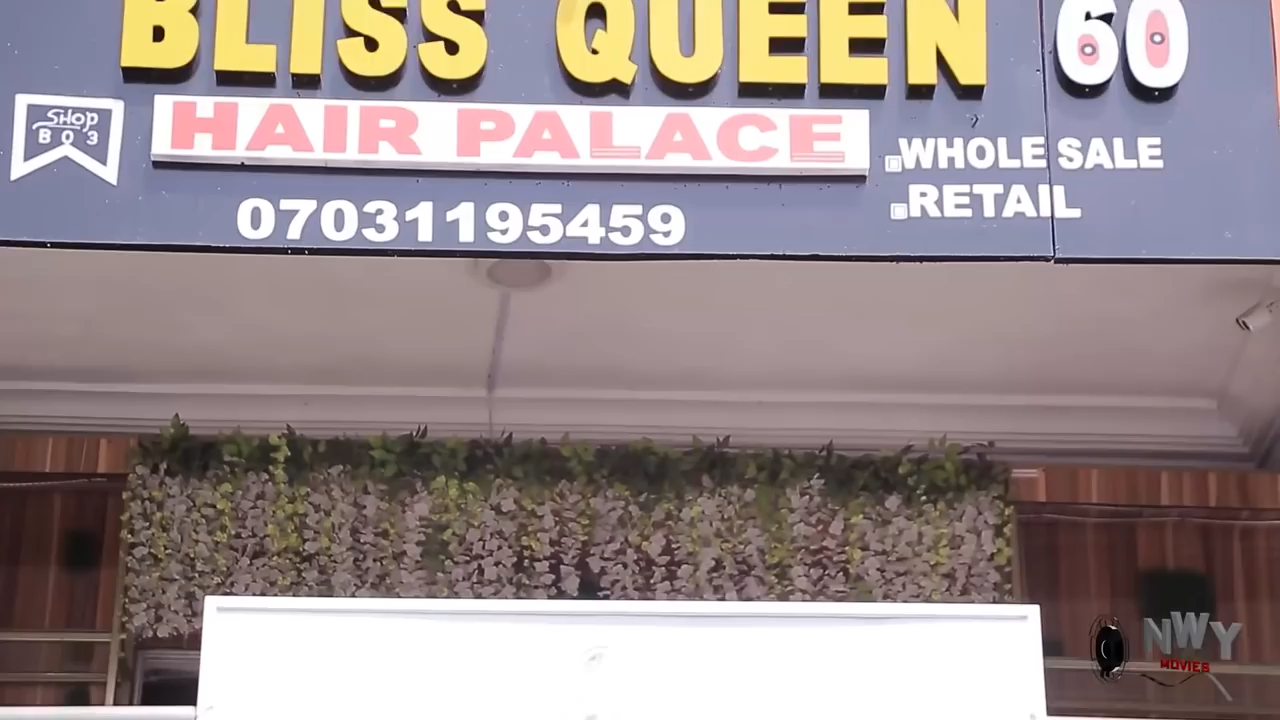 BLISS QUEEN 60
Shop
B03
HAIR PALACE
.WHOLE SALE
.RETAIL
07031195459
NWY
MOVIES